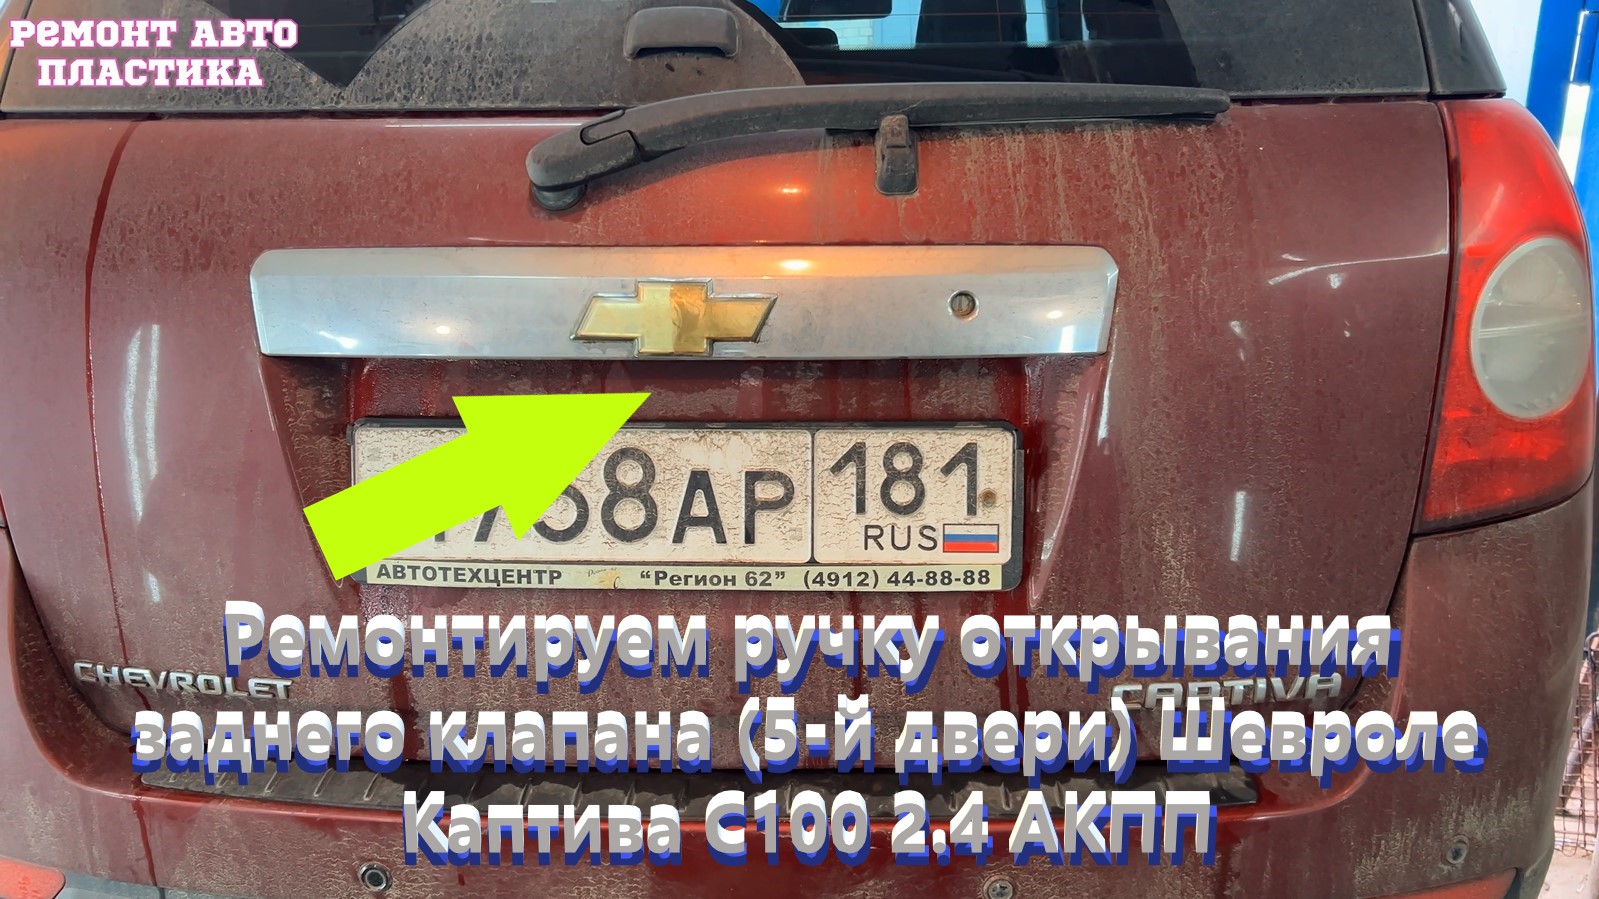 РЕМОНТ АВТО
ПЛАСТИКА
758АР 181
RUS
АВТОТЕХЦЕНТР "Регион 62" (4912) 44-88-88
Ремонтируем ручку открывания
CHEVROLET CAPTIVA
заднего клапана (5-й двери) Шевроле
Каптива С100 2.4 АКПП